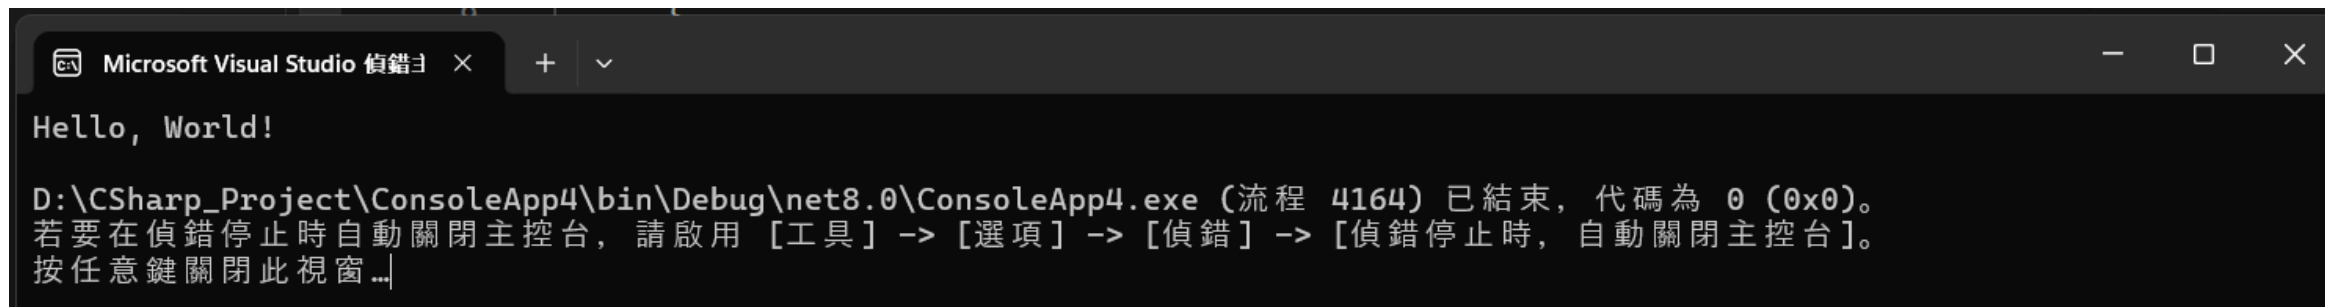 Microsoft Visual Studio 偵錯
Hello, World!
D:\CSharp_Project\ConsoleApp4\bin\Debug\net8.0\ConsoleApp4.exe (流程 4164) 已結束，代碼為 0 (0x0)。
若要在偵錯停止時自動關閉主控台，請啟用 [工具] -> [選項] -> [偵錯] -> [偵錯停止時，自動關閉主控台]。
按任意鍵關閉此視窗…